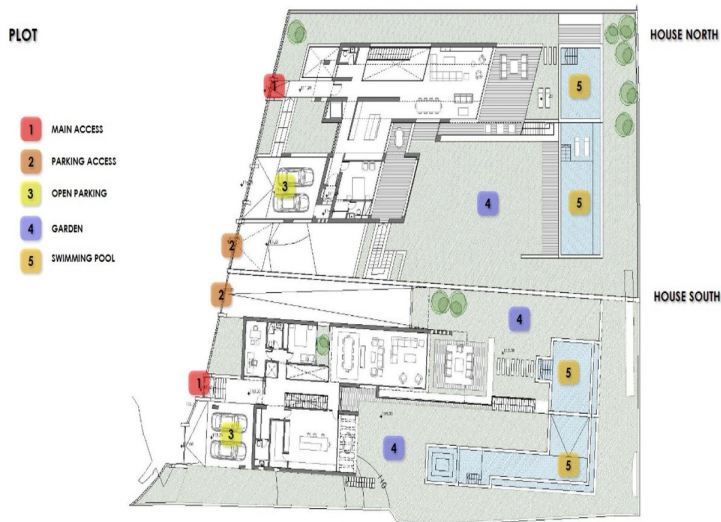 PLOT
HOUSE NORTH
1 MAIN ACCESS
2 PARKING ACCESS
3 OPEN PARKING
4 GARDEN
5 SWIMMING POOL
1
5
3
4
5
2
2
HOUSE SOUTH
4
5
1
3
4
5
110